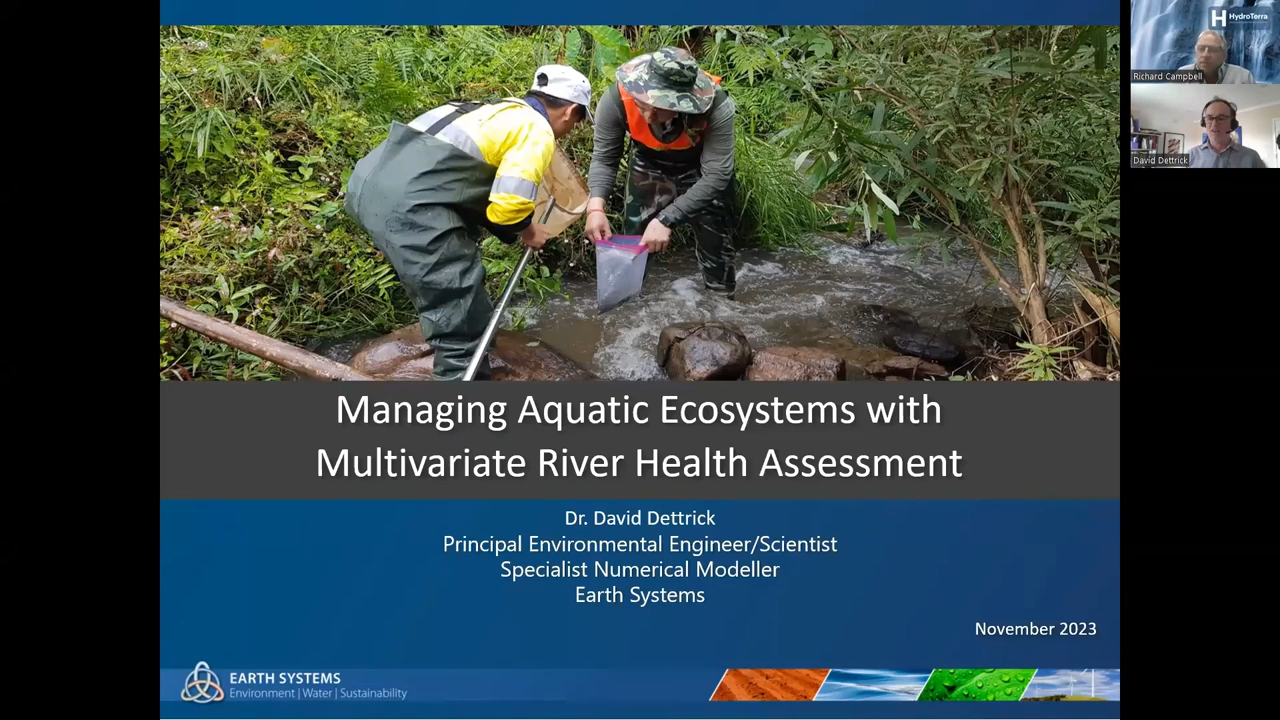 HydroTerra
Richard Campbell
David Dettrick
Managing Aquatic Ecosystems with
Multivariate River Health Assessment
Dr. David Dettrick
Principal Environmental Engineer/Scientist
Specialist Numerical Modeller
Earth Systems
November 2023
EARTH SYSTEMS
Environment | Water | Sustainability